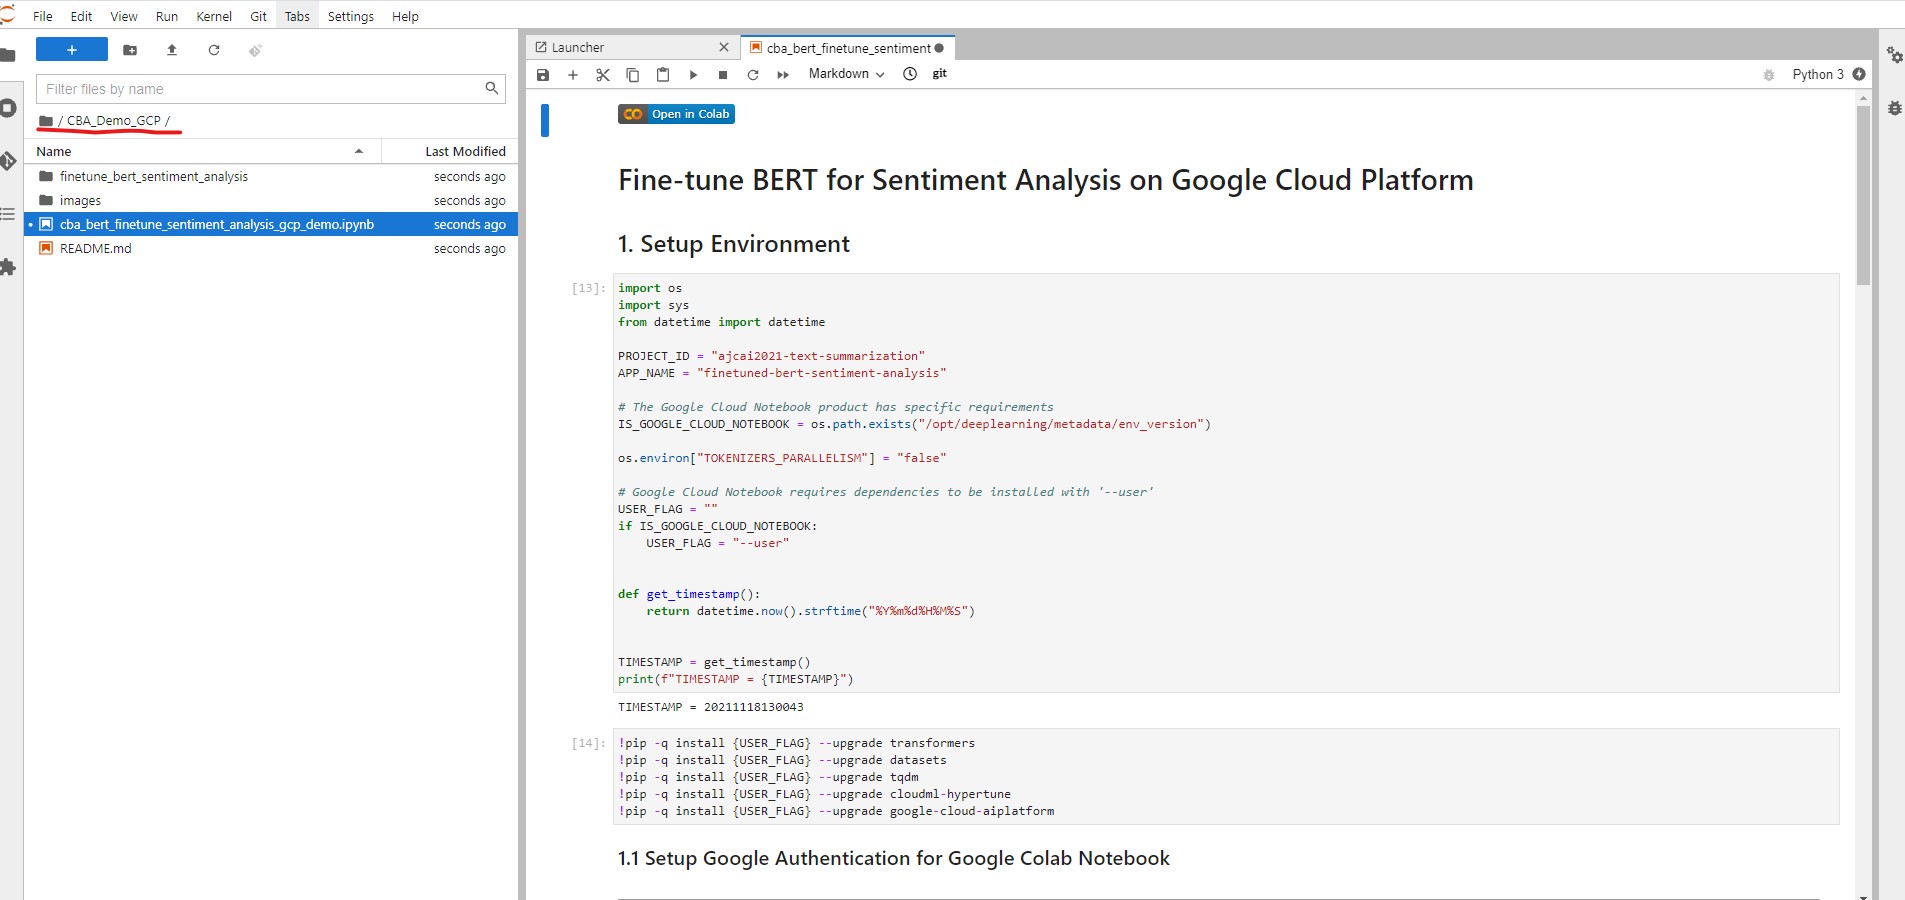 File Edit View Run Kernel Git Tabs Settings Help
+
Filter files by name
/ CBA_Demo_GCP /
Name Last Modified
finetune_bert_sentiment_analysis seconds ago
images seconds ago
cba_bert_finetune_sentiment_analysis_gcp_demo.ipynb seconds ago
README.md seconds ago
Launcher
cba_bert_finetune_sentiment
Markdown
git
Python 3
CO Open in Colab
Fine-tune BERT for Sentiment Analysis on Google Cloud Platform
1. Setup Environment
[13]:
import os
import sys
from datetime import datetime
PROJECT_ID = "ajcai2021-text-summarization"
APP_NAME = "finetuned-bert-sentiment-analysis"
# The Google Cloud Notebook product has specific requirements
IS_GOOGLE_CLOUD_NOTEBOOK = os.path.exists("/opt/deeplearning/metadata/env_version")
os.environ["TOKENIZERS_PARALLELISM"] = "false"
# Google Cloud Notebook requires dependencies to be installed with '--user'
USER_FLAG = ""
if IS_GOOGLE_CLOUD_NOTEBOOK:
    USER_FLAG = "--user"
def get_timestamp():
    return datetime.now().strftime("%Y%m%d%H%M%S")
TIMESTAMP = get_timestamp()
print(f"TIMESTAMP = {TIMESTAMP}")
TIMESTAMP = 20211118130043
[14]:
!pip -q install {USER_FLAG} --upgrade transformers
!pip -q install {USER_FLAG} --upgrade datasets
!pip -q install {USER_FLAG} --upgrade tqdm
!pip -q install {USER_FLAG} --upgrade cloudml-hypertune
!pip -q install {USER_FLAG} --upgrade google-cloud-aiplatform
1.1 Setup Google Authentication for Google Colab Notebook